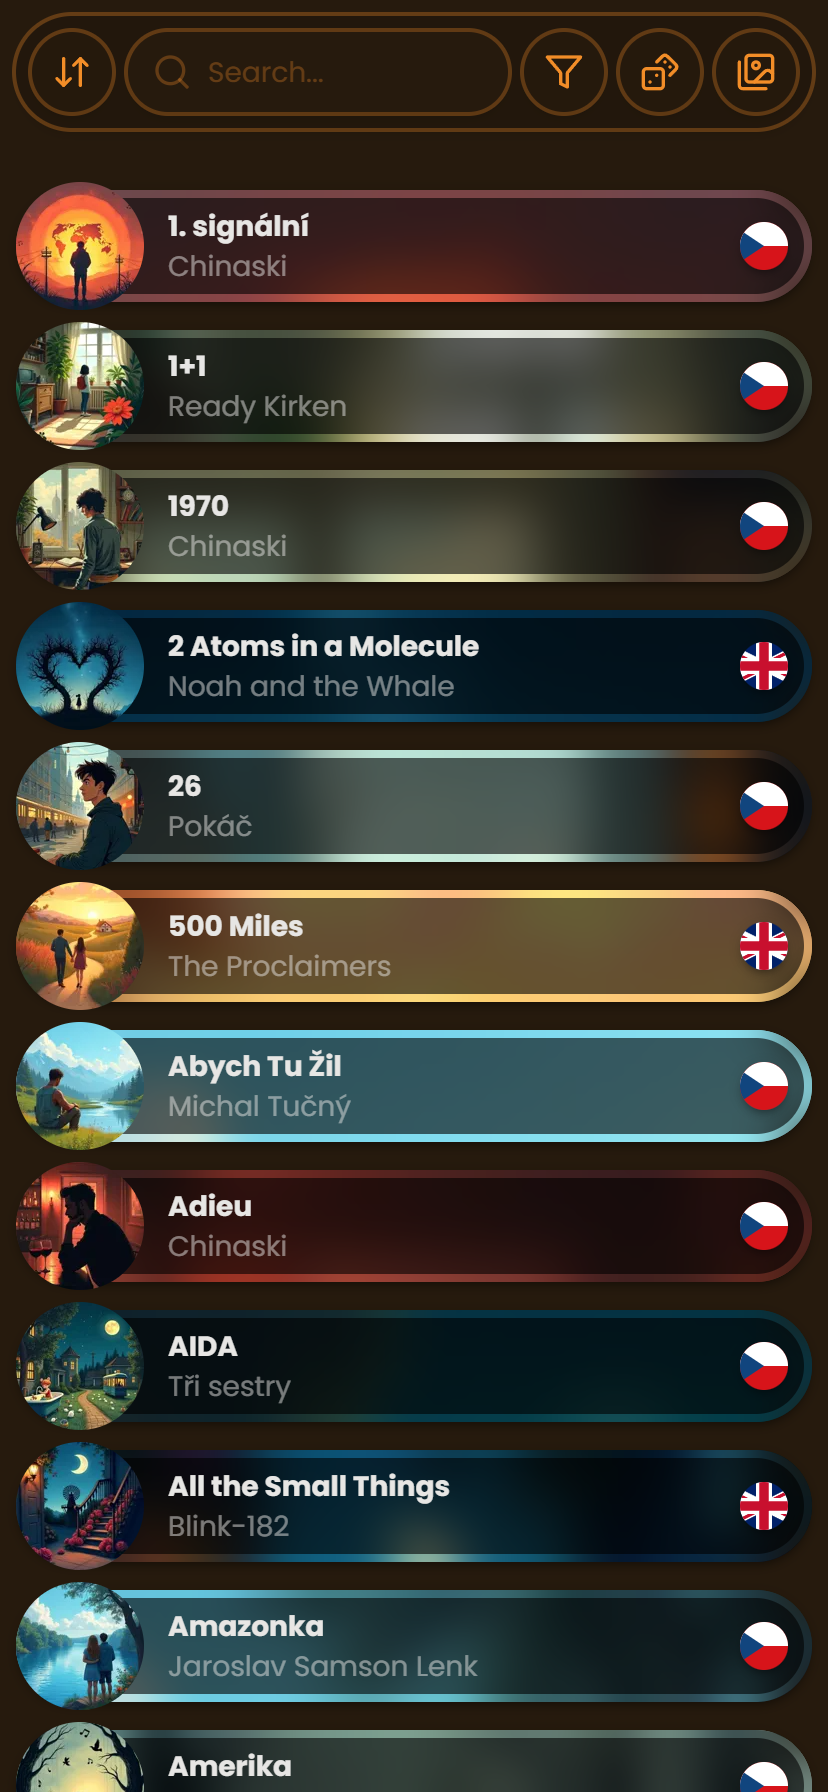 Search...
1. signální
Chinaski
1+1
Ready Kirken
1970
Chinaski
2 Atoms in a Molecule
Noah and the Whale
26
Pokáč
500 Miles
The Proclaimers
Abych Tu Žil
Michal Tučný
Adieu
Chinaski
AIDA
Tři sestry
All the Small Things
Blink-182
Amazonka
Jaroslav Samson Lenk
Amerika